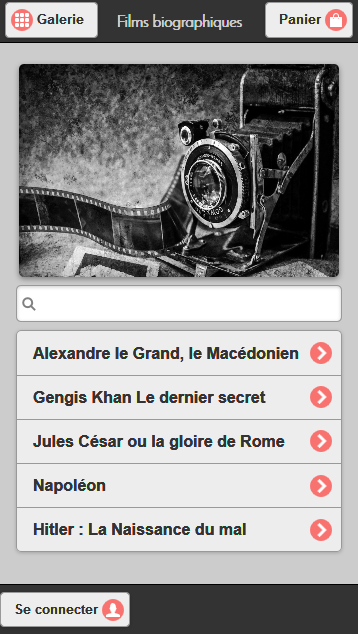 Galerie
Films biographiques
Panier
Alexandre le Grand, le Macédonien
Gengis Khan Le dernier secret
Jules César ou la gloire de Rome
Napoléon
Hitler : La Naissance du mal
Se connecter